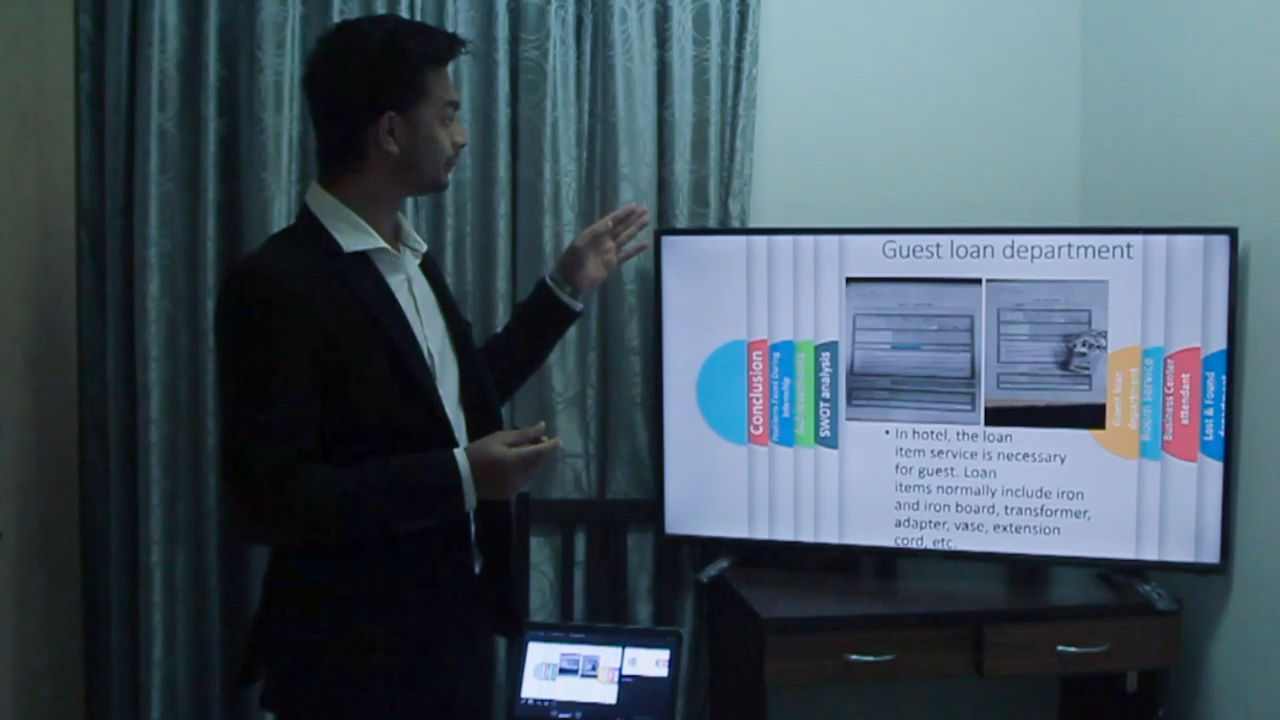 Guest loan department
Conclusion
Problems Faced During
Internship
Achievements
SWOT analysis
• In hotel, the loan
item service is necessary
for guest. Loan
items normally include iron
and iron board, transformer,
adapter, vase, extension
cord, etc.
Guest loan
department
Room service
Business Center
attendant
Lost & Found
department